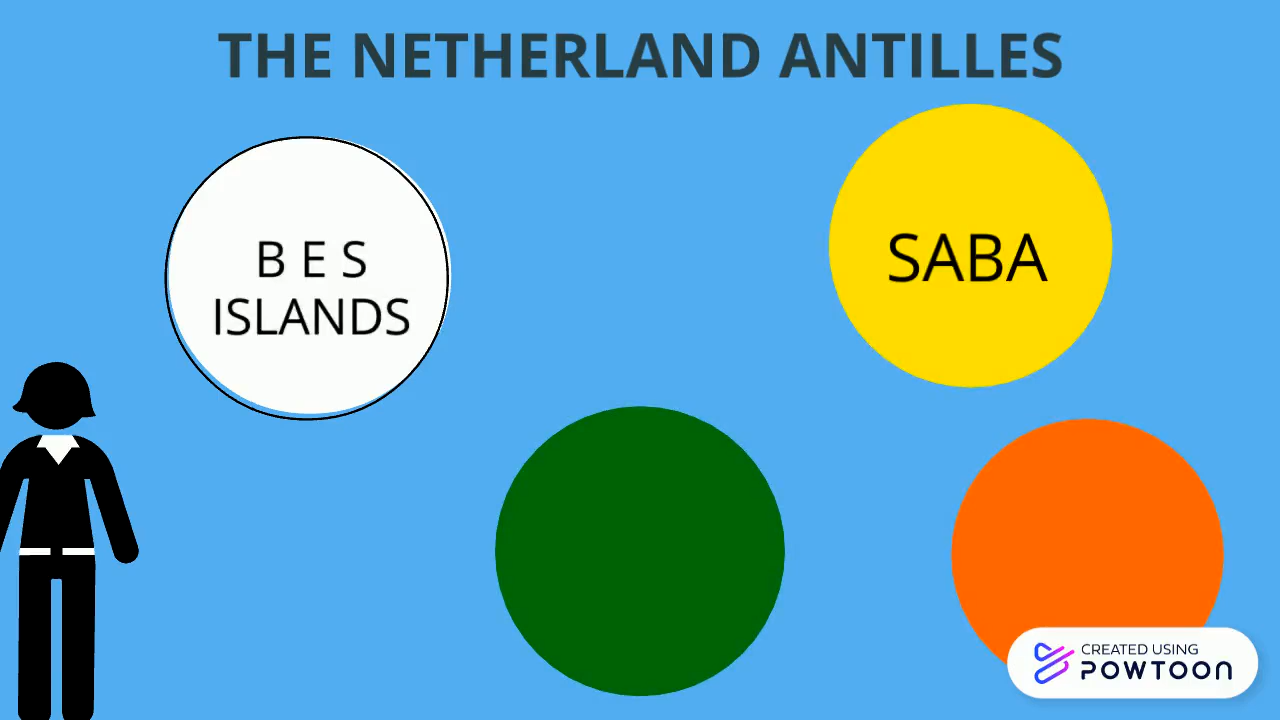 THE NETHERLAND ANTILLES
B E S
ISLANDS
SABA
CREATED USING
POWTOON